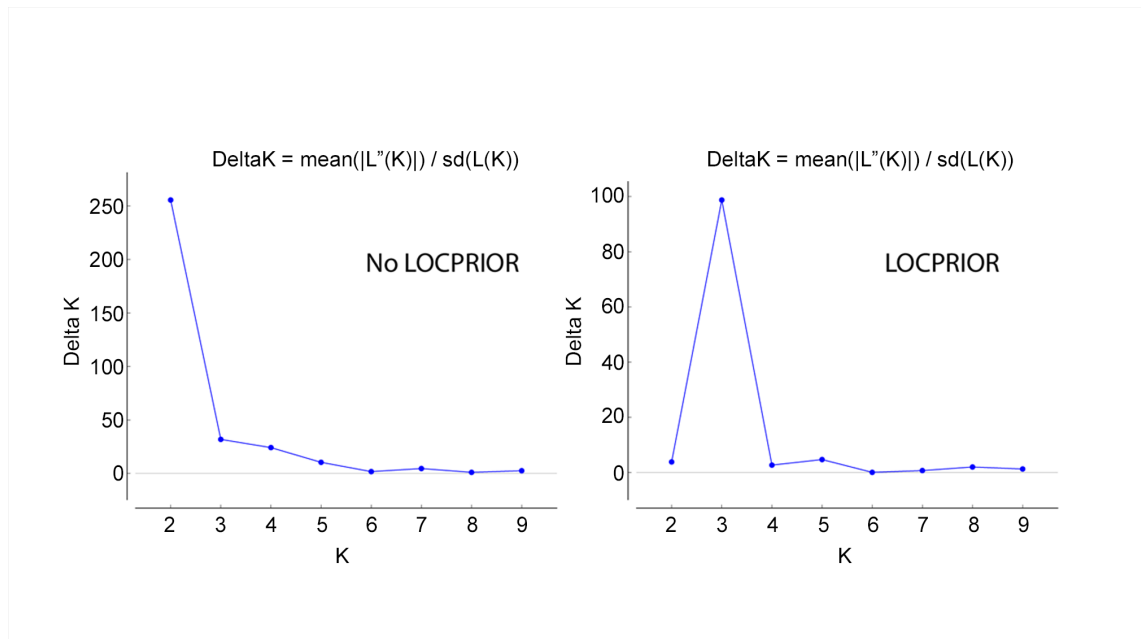 DeltaK = mean(|L”(K)|) / sd(L(K))
250
200
150
100
50
0
Delta K
No LOCPRIOR
2 3 4 5 6 7 8 9
K
DeltaK = mean(|L”(K)|) / sd(L(K))
100
80
60
40
20
0
Delta K
LOCPRIOR
2 3 4 5 6 7 8 9
K